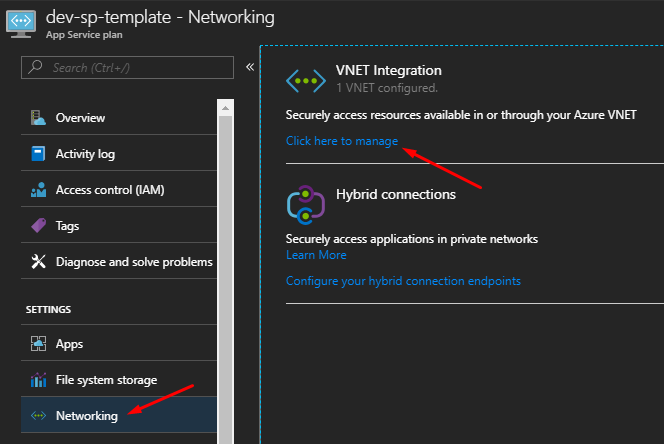 dev-sp-template - Networking
App Service plan
Search (Ctrl+/)
«
Overview
Activity log
Access control (IAM)
Tags
Diagnose and solve problems
SETTINGS
Apps
File system storage
Networking
VNET Integration
1 VNET configured.
Securely access resources available in or through your Azure VNET
Click here to manage
Hybrid connections
Securely access applications in private networks
Learn More
Configure your hybrid connection endpoints